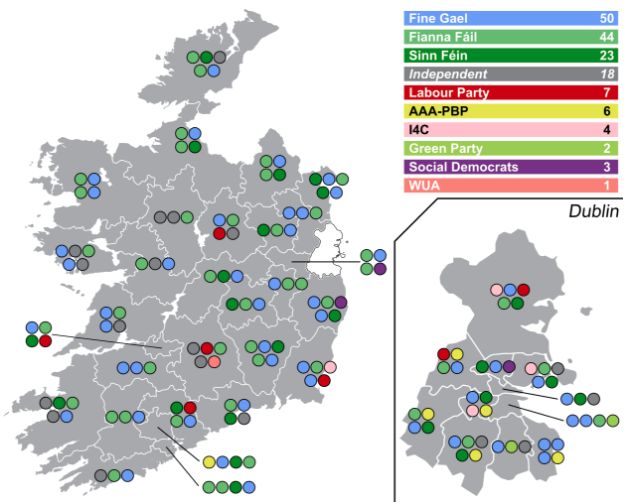 Fine Gael 50
Fianna Fáil 44
Sinn Féin 23
Independent 18
Labour Party 7
AAA-PBP 6
I4C 4
Green Party 2
Social Democrats 3
WUA 1
Dublin